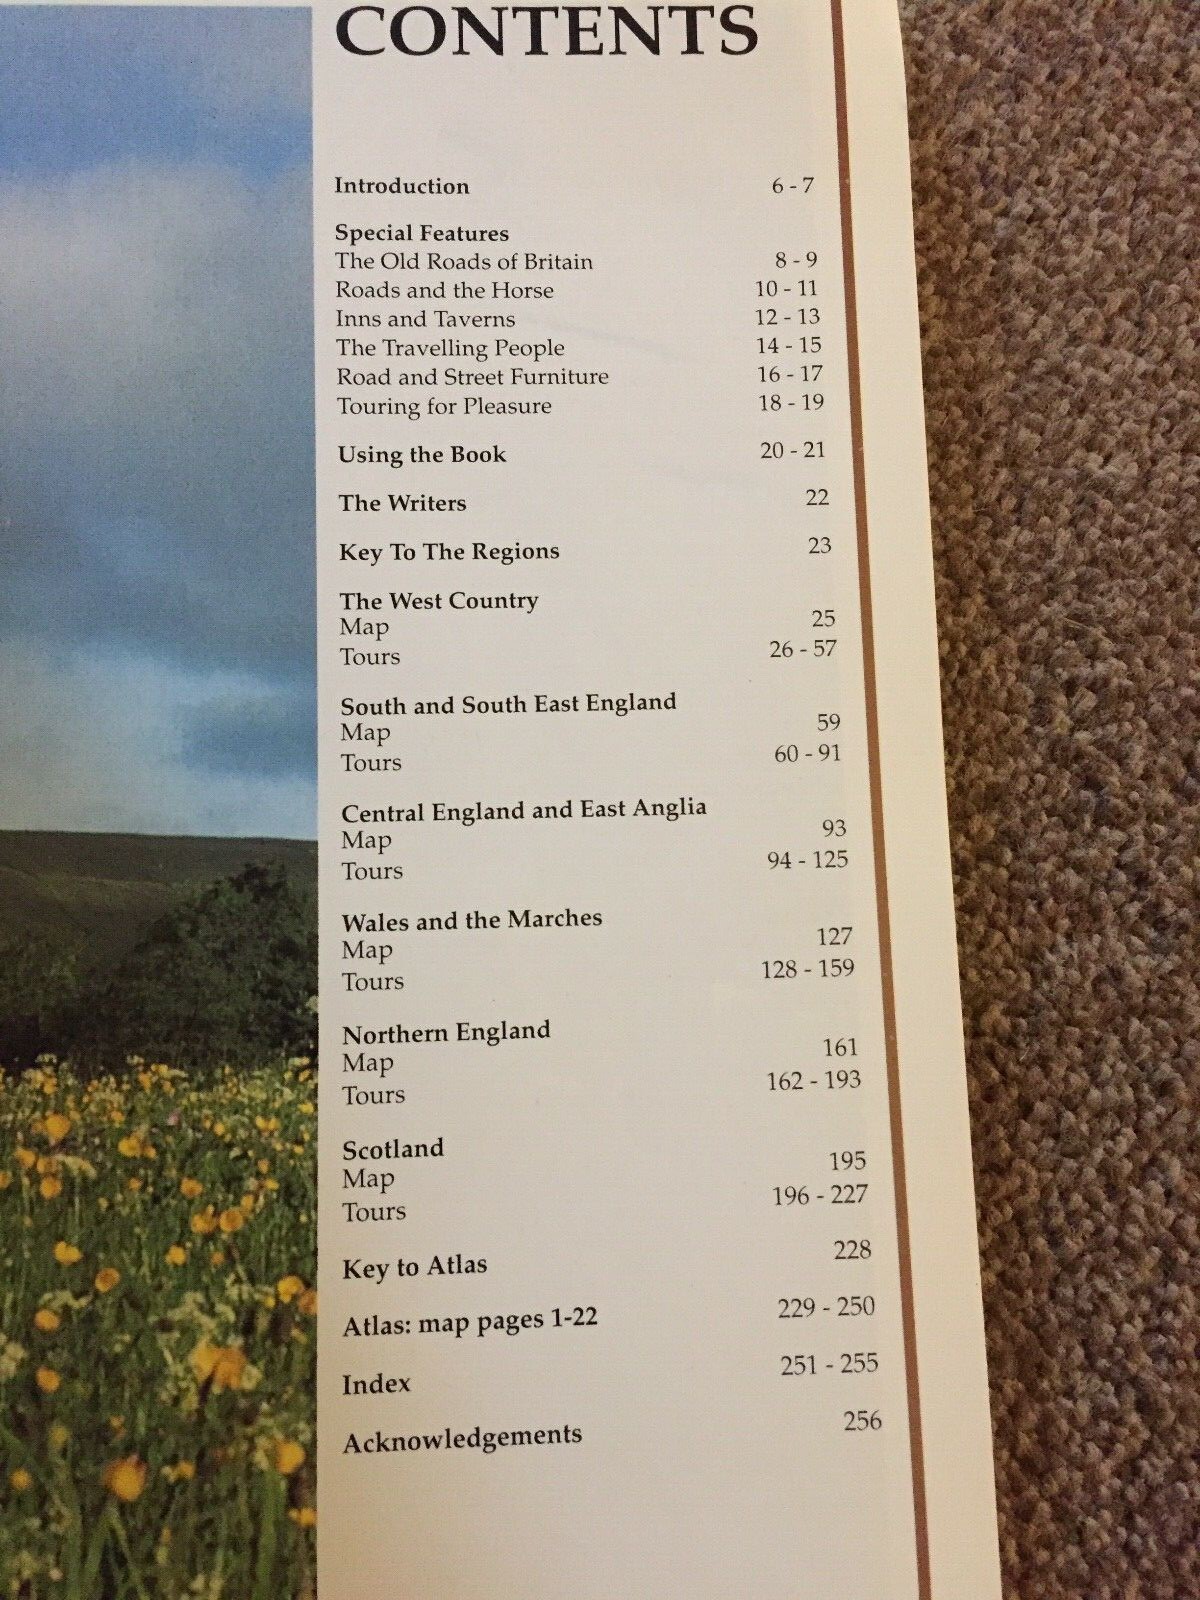 CONTENTS
Introduction 6 - 7
Special Features
The Old Roads of Britain 8 - 9
Roads and the Horse 10 - 11
Inns and Taverns 12 - 13
The Travelling People 14 - 15
Road and Street Furniture 16 - 17
Touring for Pleasure 18 - 19
Using the Book 20 - 21
The Writers 22
Key To The Regions 23
The West Country
Map 25
Tours 26 - 57
South and South East England
Map 59
Tours 60 - 91
Central England and East Anglia
Map 93
Tours 94 - 125
Wales and the Marches
Map 127
Tours 128 - 159
Northern England
Map 161
Tours 162 - 193
Scotland
Map 195
Tours 196 - 227
Key to Atlas 228
Atlas: map pages 1-22 229 - 250
Index 251 - 255
Acknowledgements 256